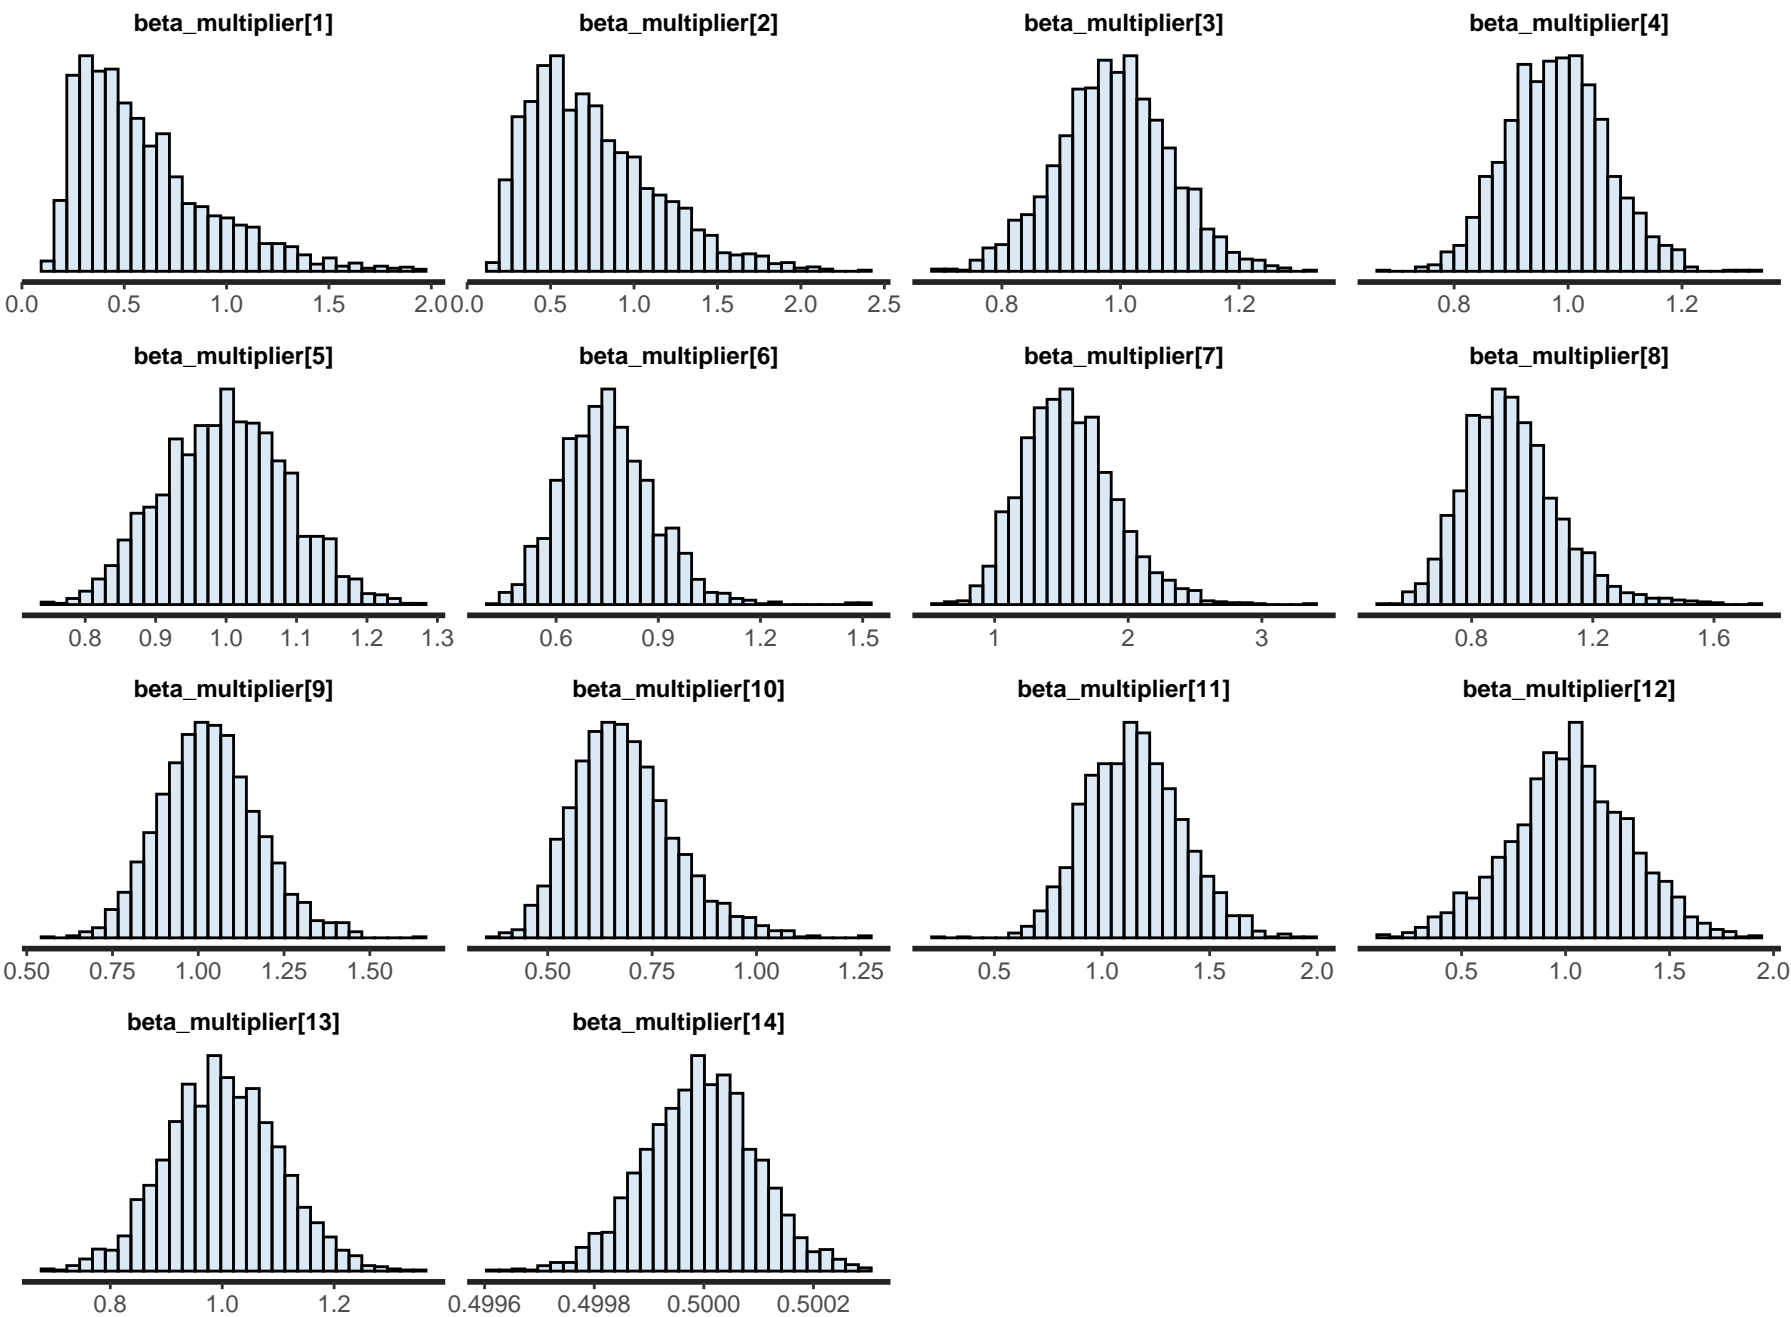 beta_multiplier[1] beta_multiplier[2] beta_multiplier[3] beta_multiplier[4]
0.0 0.5 1.0 1.5 2.0 0.0 0.5 1.0 1.5 2.0 2.5 0.8 1.0 1.2 0.8 1.0 1.2
beta_multiplier[5] beta_multiplier[6] beta_multiplier[7] beta_multiplier[8]
0.8 0.9 1.0 1.1 1.2 1.3 0.6 0.9 1.2 1.5 1 2 3 0.8 1.2 1.6
beta_multiplier[9] beta_multiplier[10] beta_multiplier[11] beta_multiplier[12]
0.50 0.75 1.00 1.25 1.50 0.50 0.75 1.00 1.25 0.5 1.0 1.5 2.0 0.5 1.0 1.5 2.0
beta_multiplier[13] beta_multiplier[14]
0.8 1.0 1.2 0.4996 0.4998 0.5000 0.5002